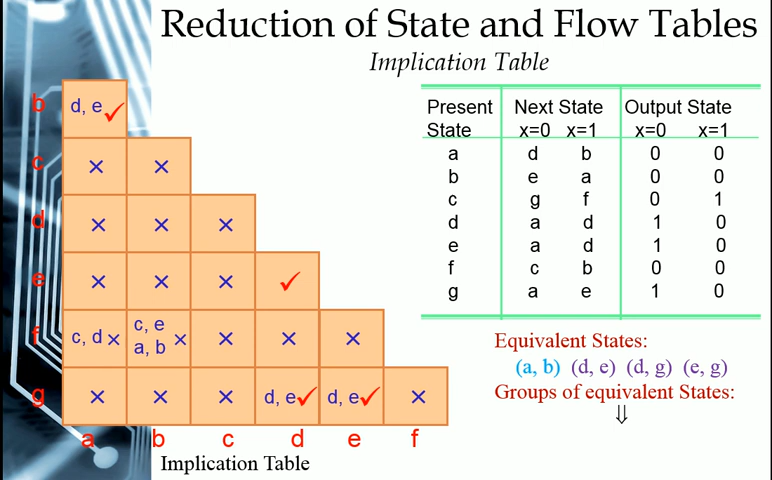 Reduction of State and Flow Tables
Implication Table
b d, e ✓
c × ×
d × × ×
e × × × ✓
f c, d × c, e a, b × × × ×
g × × × d, e ✓ d, e ✓ ×
a b c d e f
Implication Table
Present State Next State Output State
x=0 x=1 x=0 x=1
a d b 0 0
b e a 0 0
c g f 0 1
d a d 1 0
e a d 1 0
f c b 0 0
g a e 1 0
Equivalent States:
(a, b) (d, e) (d, g) (e, g)
Groups of equivalent States:
⇓